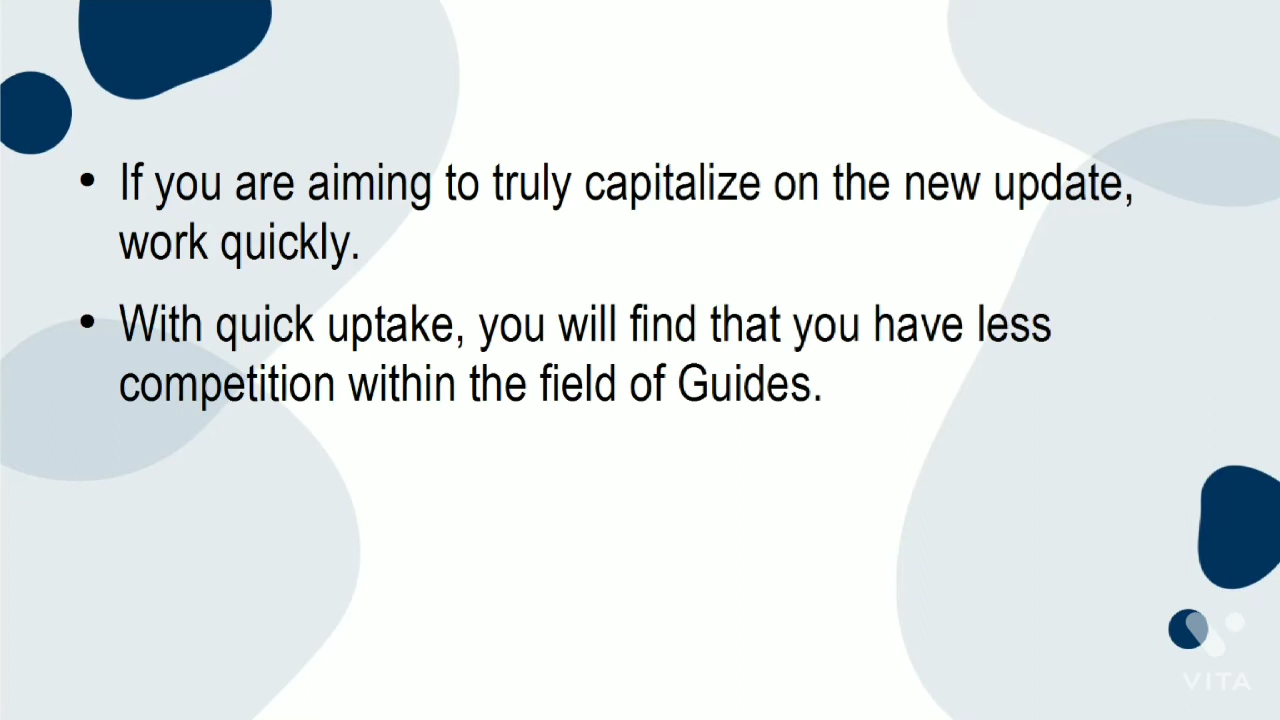 • If you are aiming to truly capitalize on the new update,
work quickly.
• With quick uptake, you will find that you have less
competition within the field of Guides.
VITA